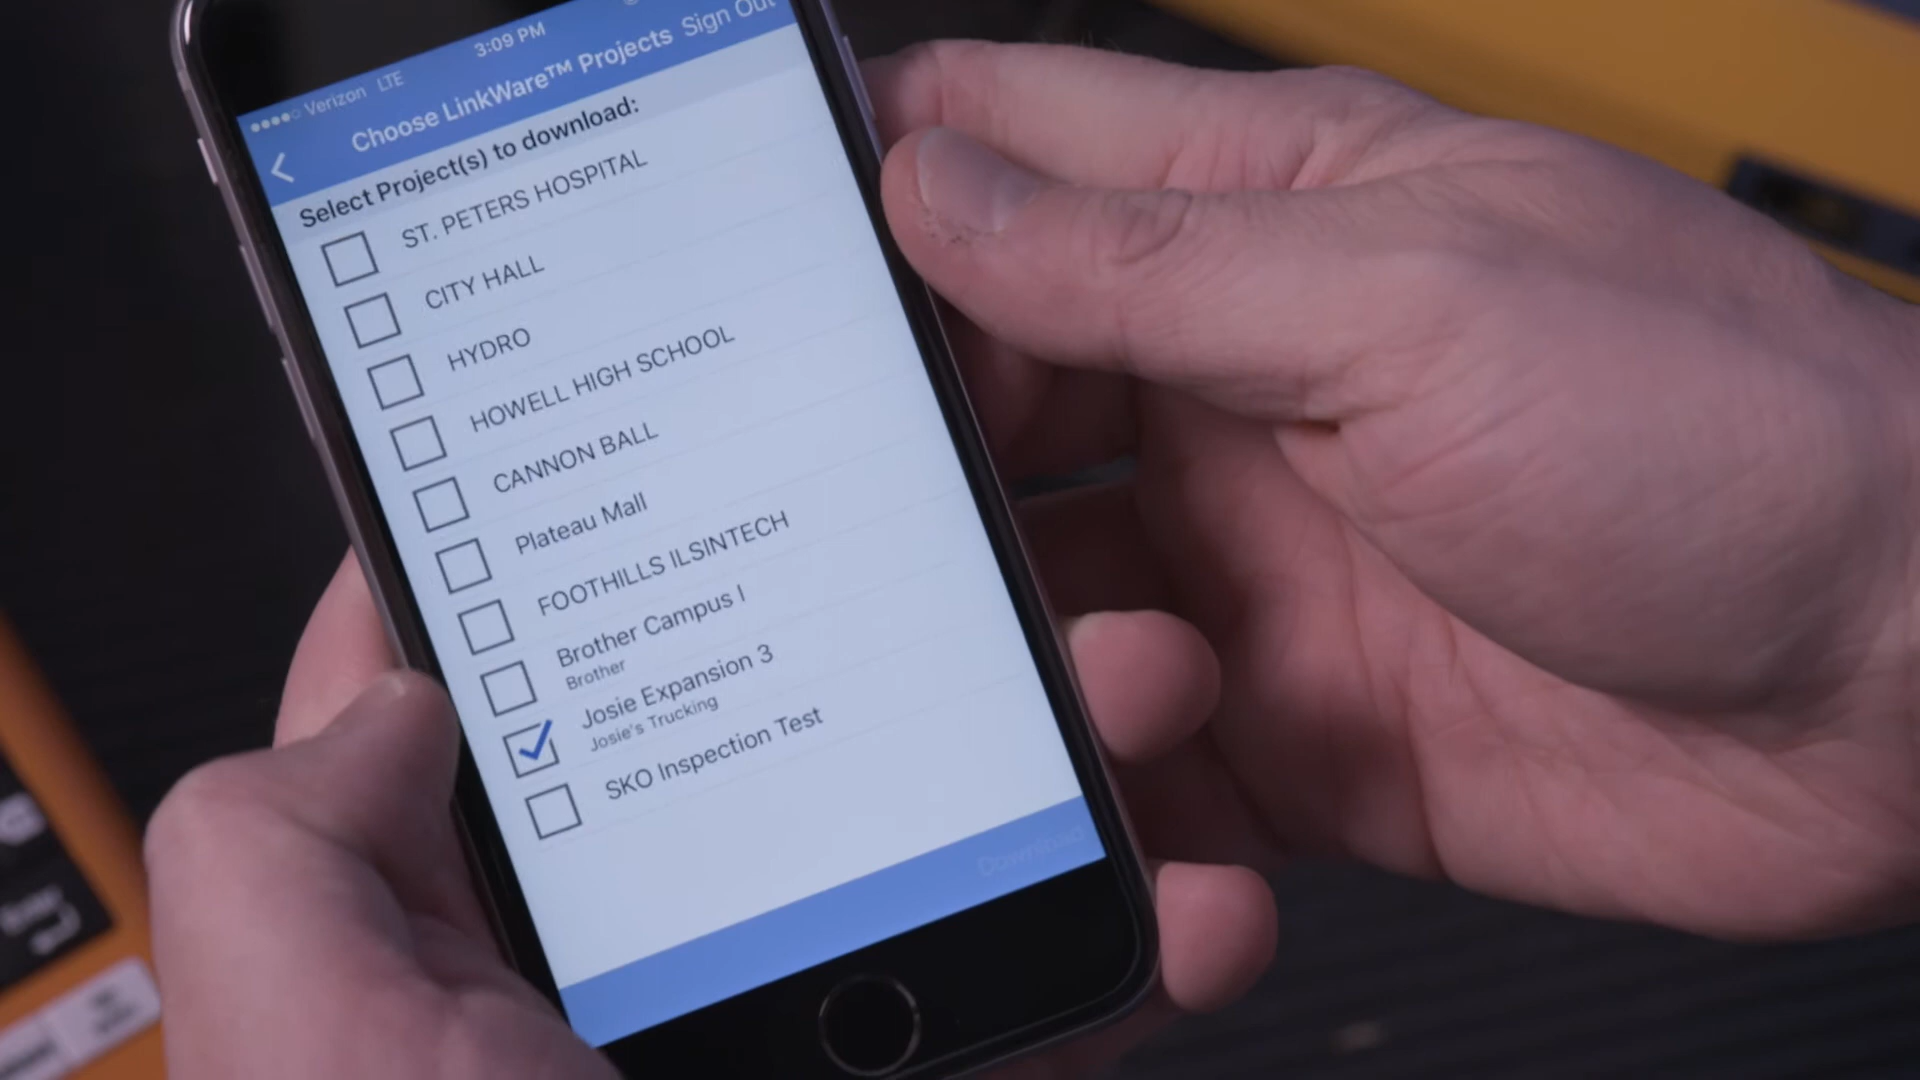 Verizon LTE 3:09 PM
Choose LinkWare™ Projects Sign Out
Select Project(s) to download:
ST. PETERS HOSPITAL
CITY HALL
HYDRO
HOWELL HIGH SCHOOL
CANNON BALL
Plateau Mall
FOOTHILLS ILSINTECH
Brother Campus I
Brother
Josie Expansion 3
Josie's Trucking
SKO Inspection Test
Download